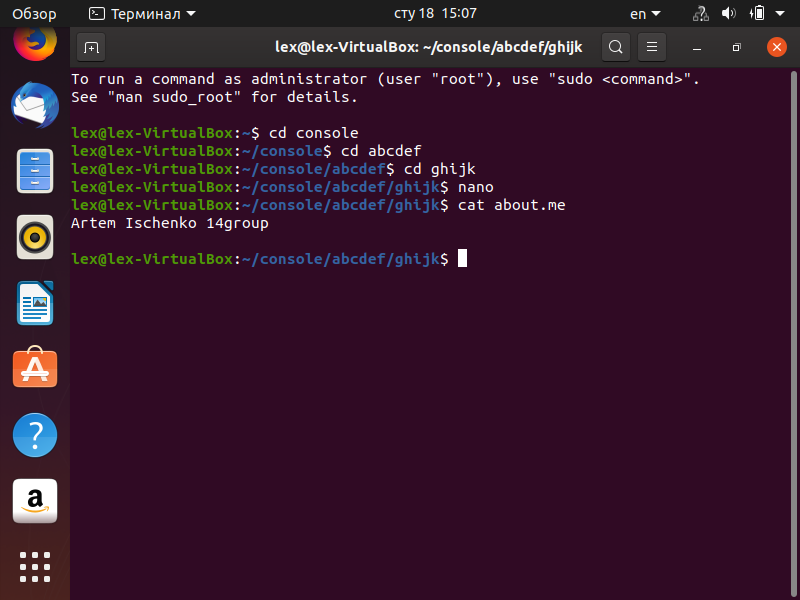 Обзор
Терминал
сту 18 15:07
en
lex@lex-VirtualBox: ~/console/abcdef/ghijk
To run a command as administrator (user "root"), use "sudo <command>".
See "man sudo_root" for details.
lex@lex-VirtualBox:~$ cd console
lex@lex-VirtualBox:~/console$ cd abcdef
lex@lex-VirtualBox:~/console/abcdef$ cd ghijk
lex@lex-VirtualBox:~/console/abcdef/ghijk$ nano
lex@lex-VirtualBox:~/console/abcdef/ghijk$ cat about.me
Artem Ischenko 14group
lex@lex-VirtualBox:~/console/abcdef/ghijk$